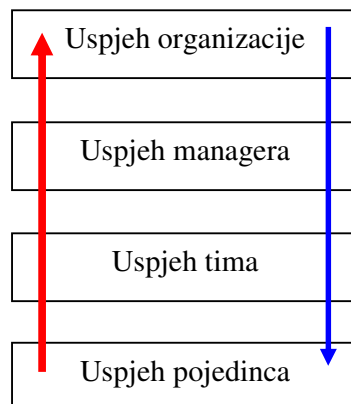 Uspjeh organizacije
Uspjeh managera
Uspjeh tima
Uspjeh pojedinca